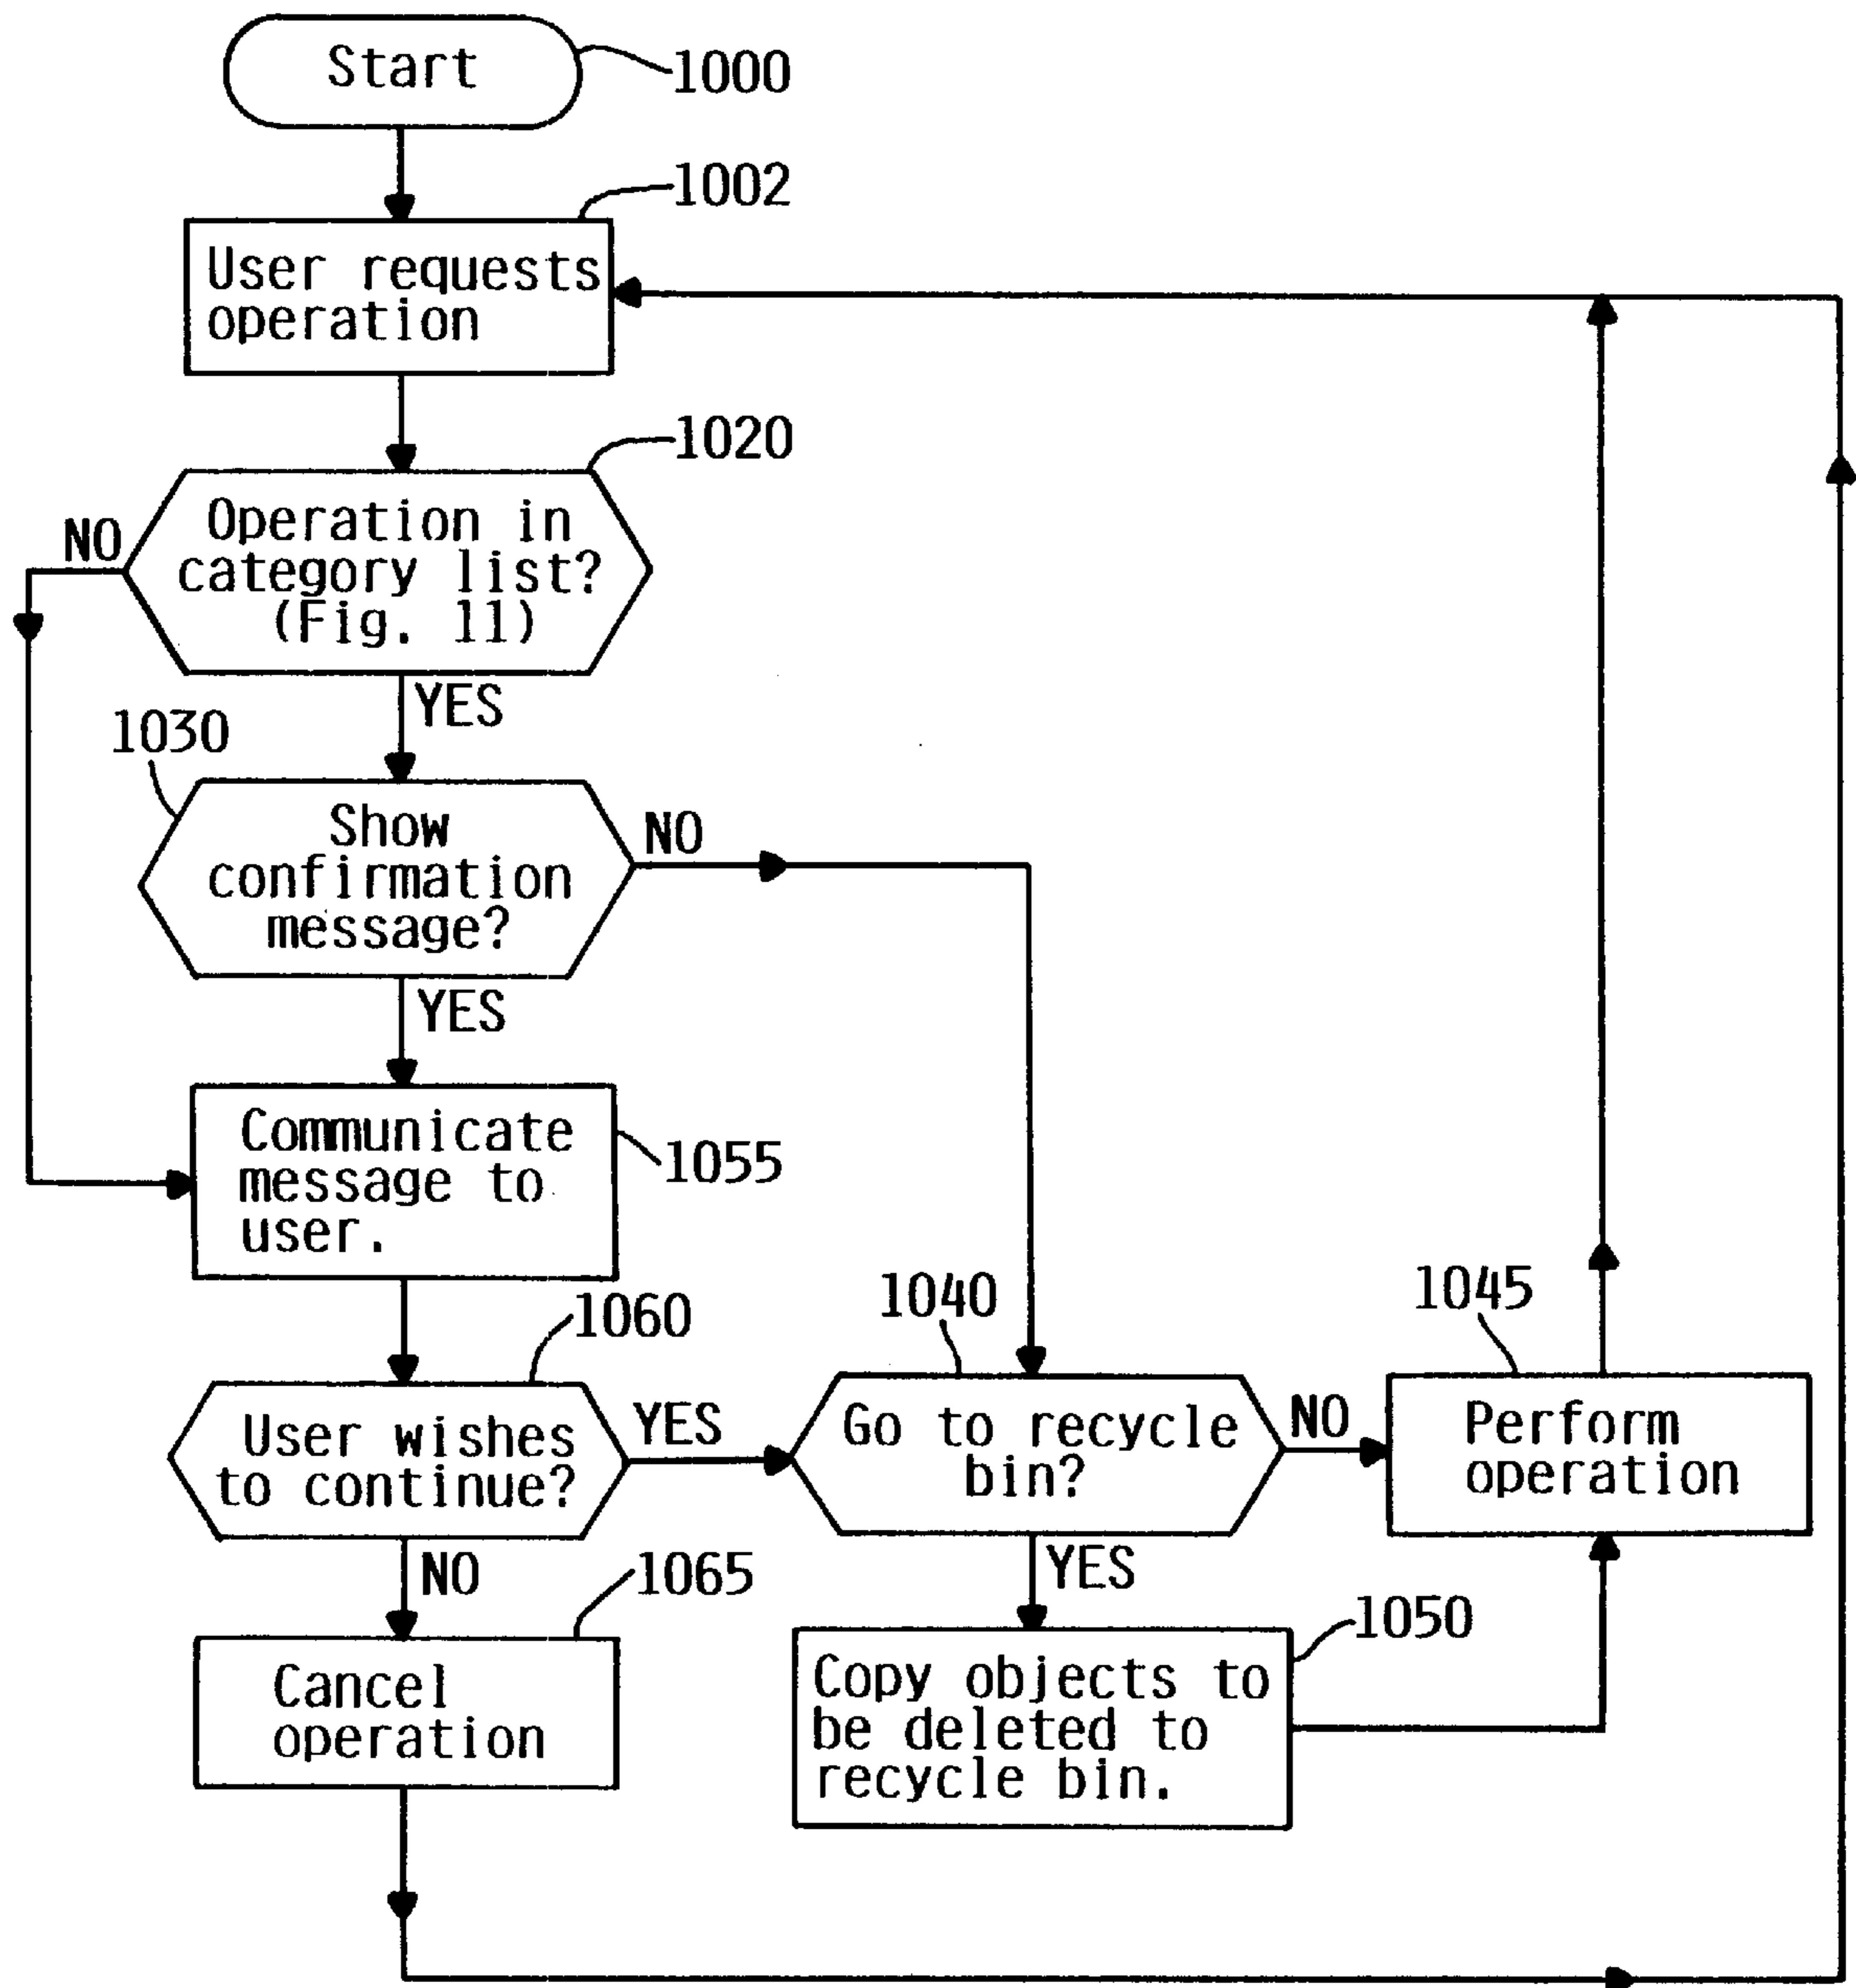 Start
1000
1002
User requests
operation
1020
Operation in
category list?
(Fig. 11)
NO
YES
1030
Show
confirmation
message?
NO
YES
Communicate
message to
user.
1055
1060
User wishes
to continue?
YES
NO
1040
Go to recycle
bin?
NO
YES
1045
Perform
operation
1065
Cancel
operation
1050
Copy objects to
be deleted to
recycle bin.